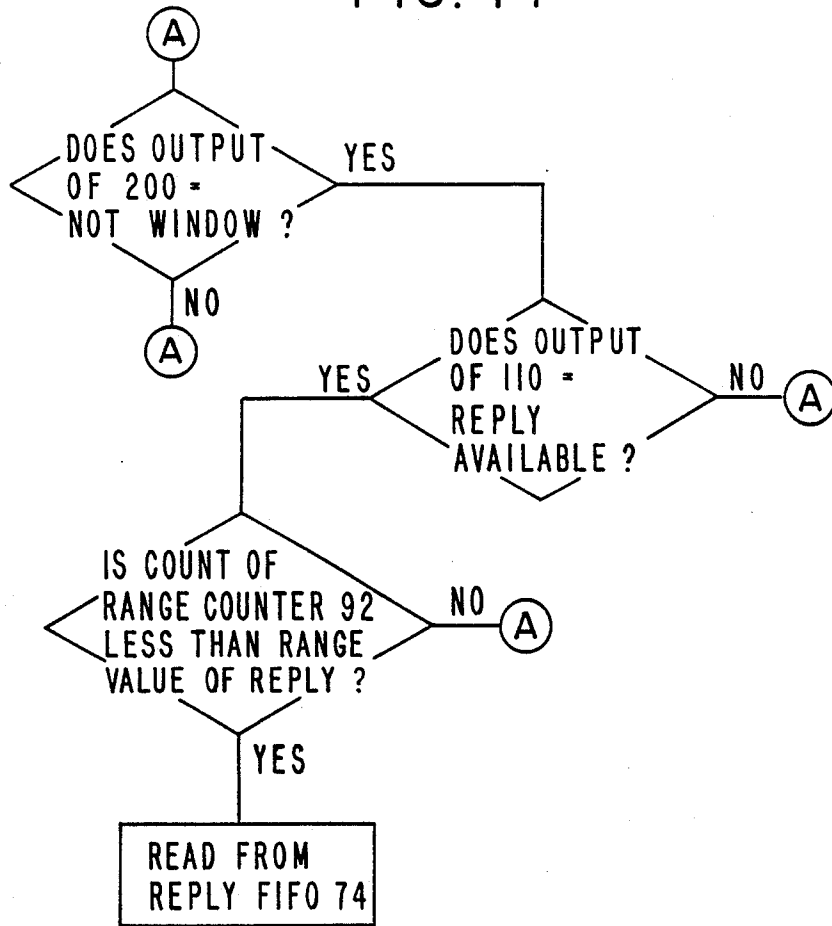 A
DOES OUTPUT
OF 200 =
NOT WINDOW ?
YES
NO
A
DOES OUTPUT
OF 110 =
REPLY
AVAILABLE ?
YES
NO
A
IS COUNT OF
RANGE COUNTER 92
LESS THAN RANGE
VALUE OF REPLY ?
NO
A
YES
READ FROM
REPLY FIFO 74